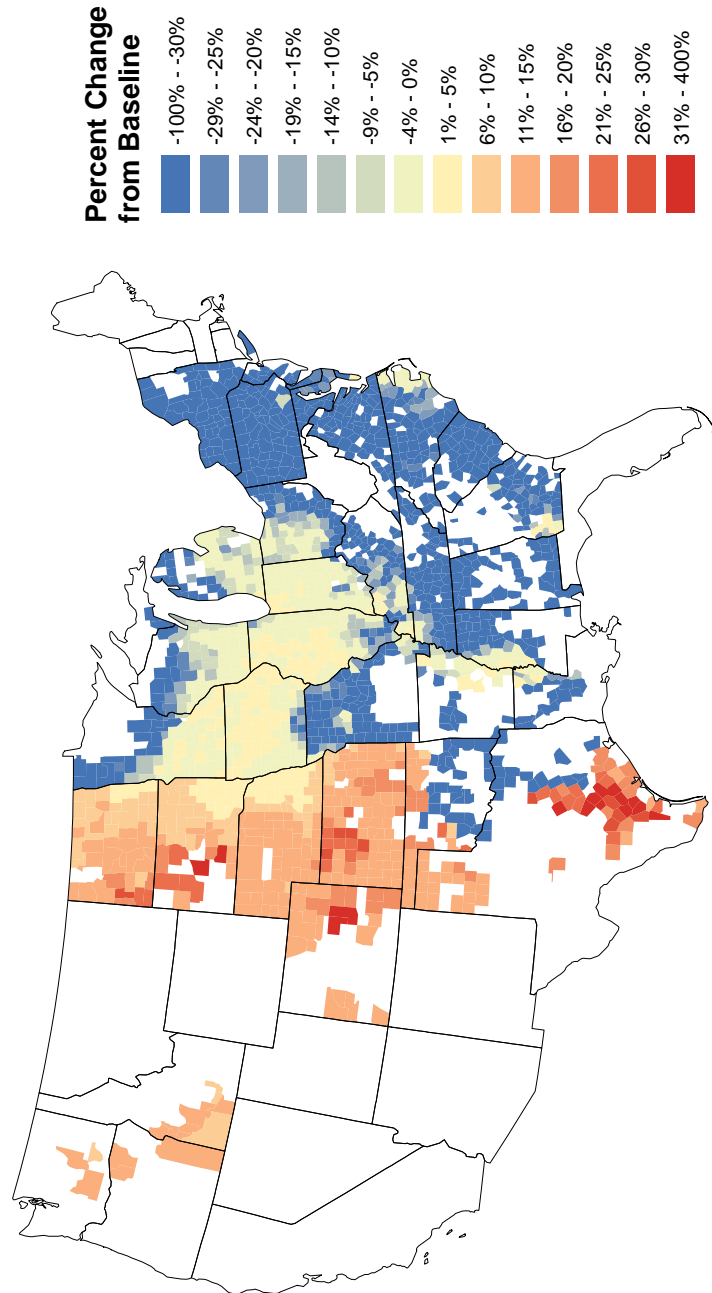 Percent Change
from Baseline
-100% - -30%
-29% - -25%
-24% - -20%
-19% - -15%
-14% - -10%
-9% - -5%
-4% - 0%
1% - 5%
6% - 10%
11% - 15%
16% - 20%
21% - 25%
26% - 30%
31% - 400%